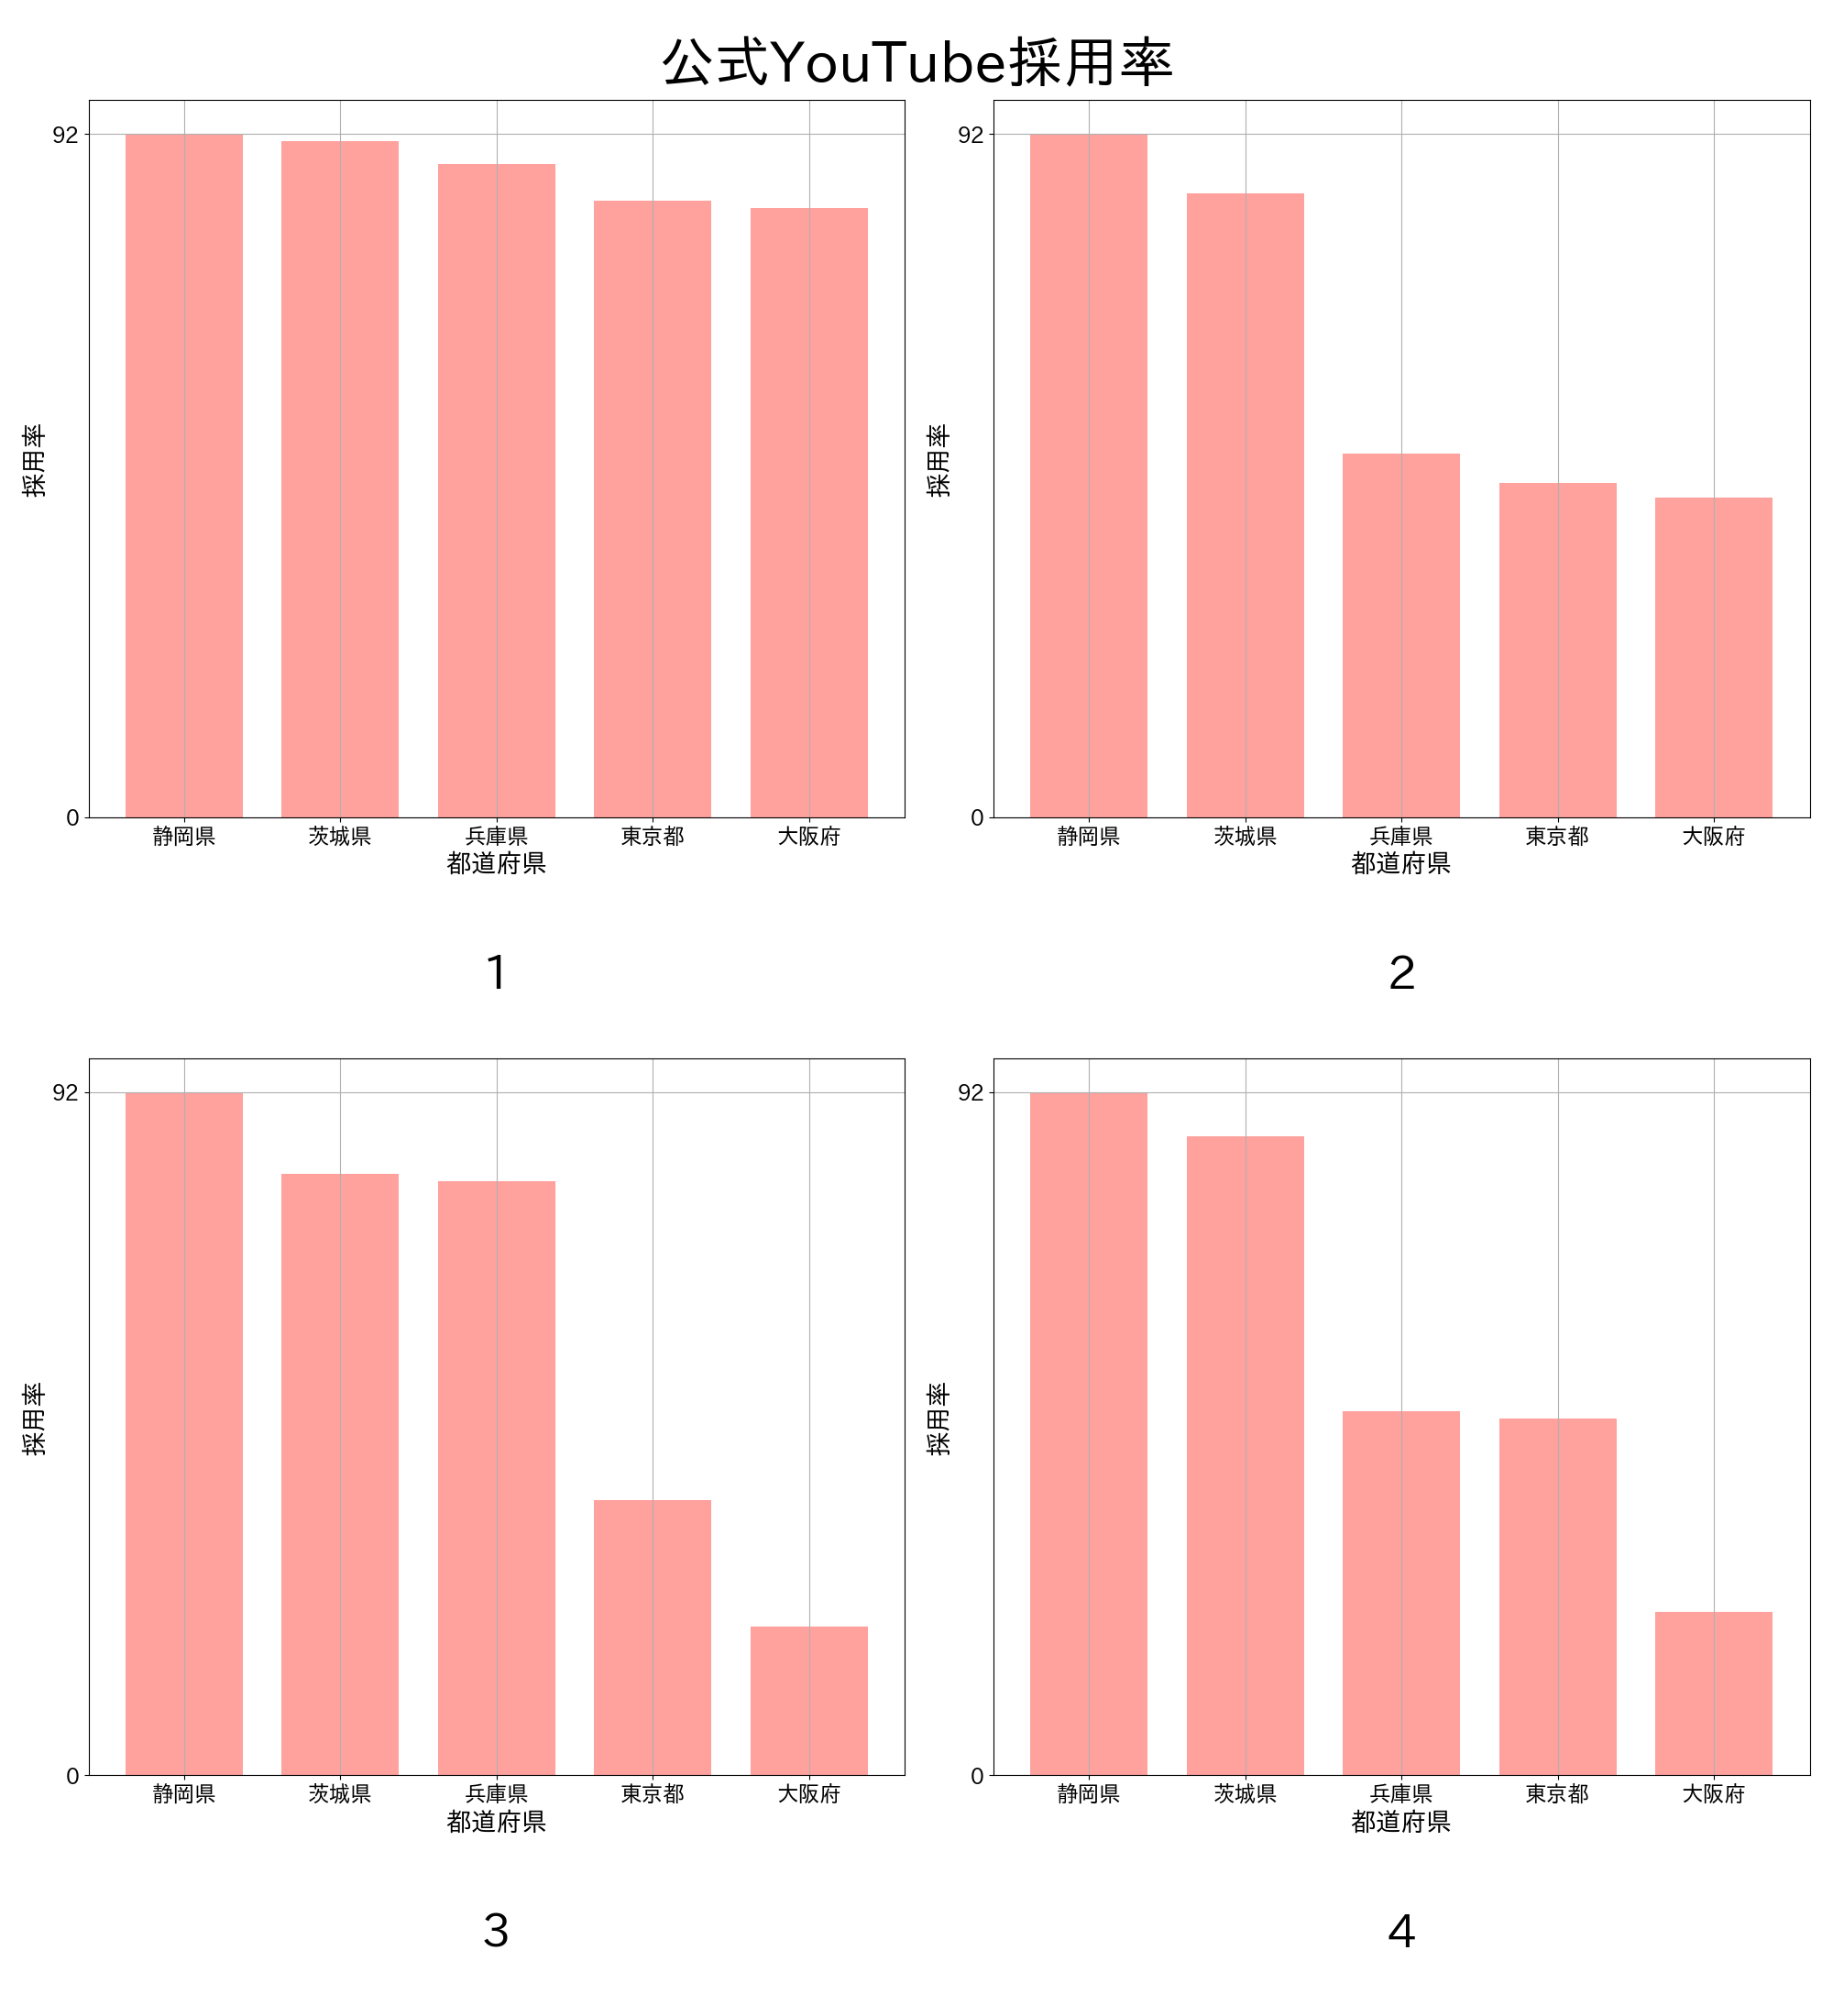 公式YouTube採用率
92
0
採用率
静岡県 茨城県 兵庫県 東京都 大阪府
都道府県
1
92
0
採用率
静岡県 茨城県 兵庫県 東京都 大阪府
都道府県
2
92
0
採用率
静岡県 茨城県 兵庫県 東京都 大阪府
都道府県
3
92
0
採用率
静岡県 茨城県 兵庫県 東京都 大阪府
都道府県
4